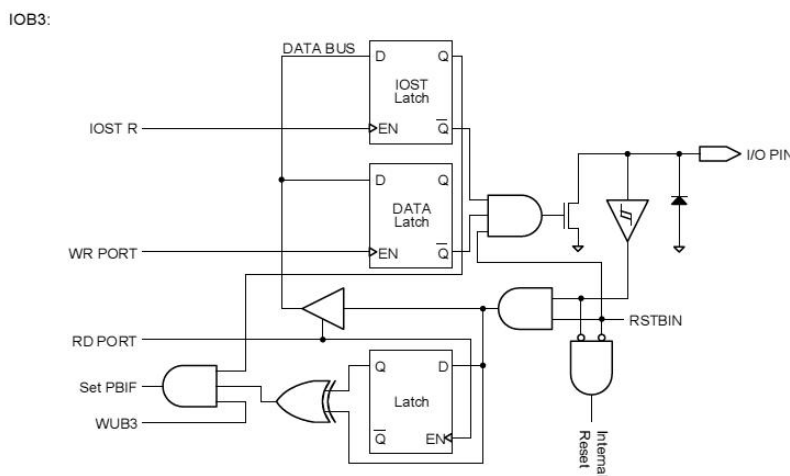 IOB3:
DATA BUS
D
Q
IOST
Latch
IOST R
EN
Q
I/O PIN
D
Q
DATA
Latch
WR PORT
EN
Q
RSTBIN
RD PORT
Q
D
Set PBIF
Latch
WUB3
Q
EN
Reset